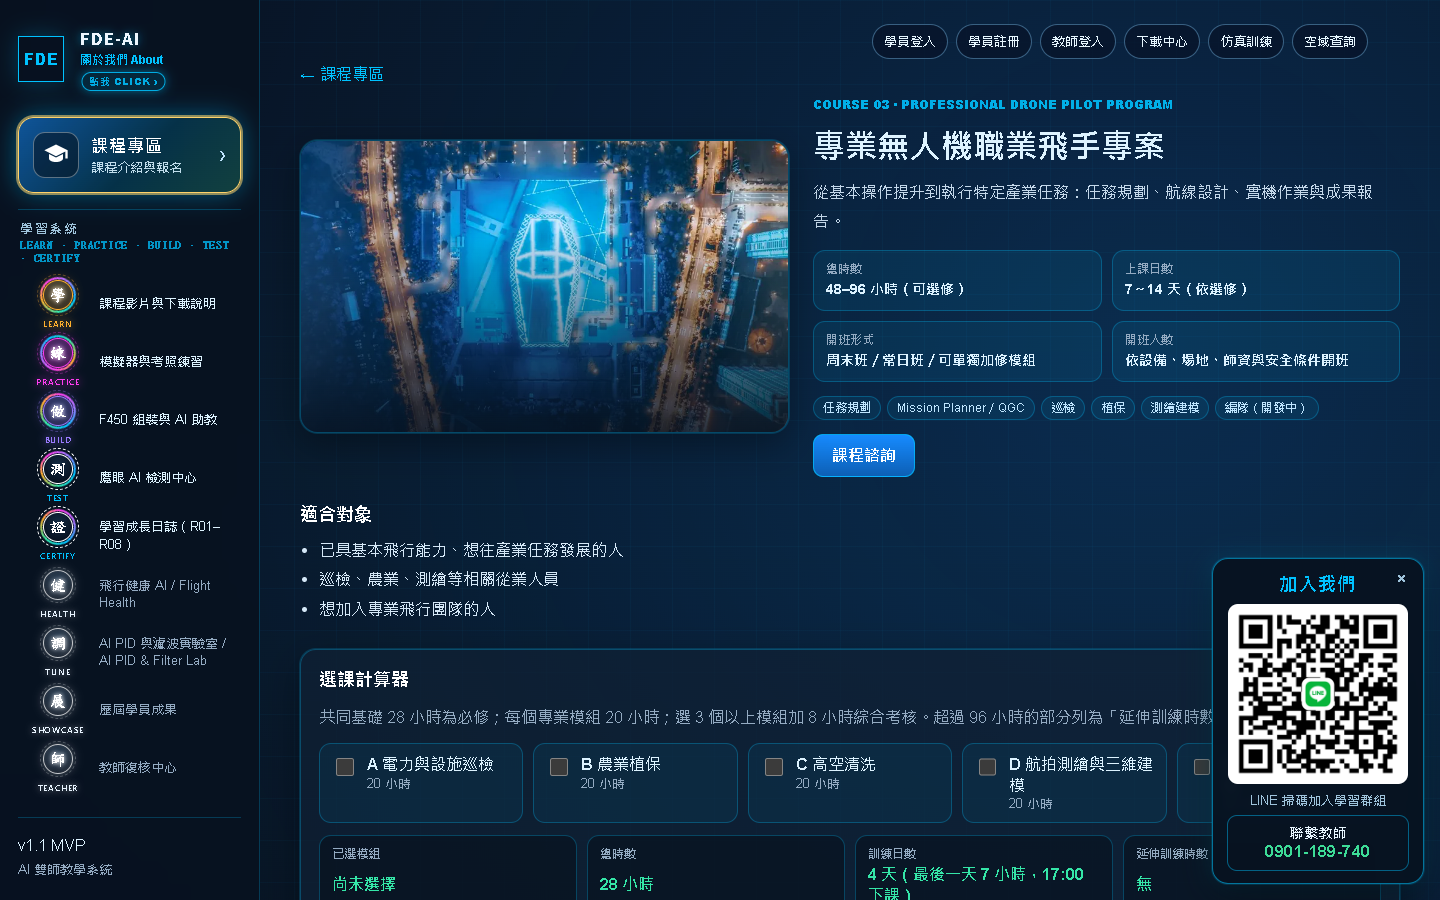 FDE
FDE-AI
關於我們 About
點我 CLICK ›
課程專區
課程介紹與報名
學習系統
LEARN · PRACTICE · BUILD · TEST
· CERTIFY
學
LEARN
課程影片與下載說明
練
PRACTICE
模擬器與考照練習
做
BUILD
F450 組裝與 AI 助教
測
TEST
鷹眼 AI 檢測中心
證
CERTIFY
學習成長日誌（R01–
R08）
健
HEALTH
飛行健康 AI / Flight
Health
調
TUNE
AI PID 與濾波實驗室 /
AI PID & Filter Lab
展
SHOWCASE
歷屆學員成果
師
TEACHER
教師復核中心
v1.1 MVP
AI 雙師教學系統
學員登入
學員註冊
教師登入
下載中心
仿真訓練
空域查詢
← 課程專區
COURSE 03 · PROFESSIONAL DRONE PILOT PROGRAM
專業無人機職業飛手專案
從基本操作提升到執行特定產業任務：任務規劃、航線設計、實機作業與成果報
告。
總時數
48–96 小時（可選修）
上課日數
7～14 天（依選修）
開班形式
周末班 / 常日班 / 可單獨加修模組
開班人數
依設備、場地、師資與安全條件開班
任務規劃
Mission Planner / QGC
巡檢
植保
測繪建模
編隊（開發中）
課程諮詢
適合對象
• 已具基本飛行能力、想往產業任務發展的人
• 巡檢、農業、測繪等相關從業人員
• 想加入專業飛行團隊的人
選課計算器
共同基礎 28 小時為必修；每個專業模組 20 小時；選 3 個以上模組加 8 小時綜合考核。超過 96 小時的部分列為「延伸訓練時數
A 電力與設施巡檢
20 小時
B 農業植保
20 小時
C 高空清洗
20 小時
D 航拍測繪與三維建
模
20 小時
已選模組
尚未選擇
總時數
28 小時
訓練日數
4 天（最後一天 7 小時，17:00
下課）
延伸訓練時數
無
加入我們
×
LINE
LINE 掃碼加入學習群組
聯繫教師
0901-189-740